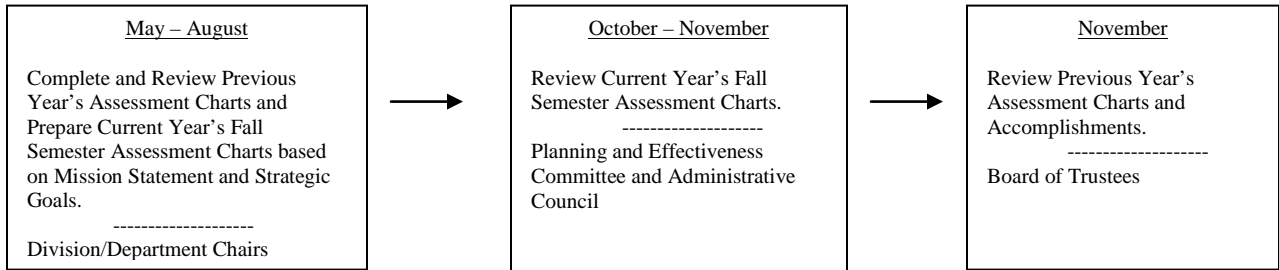 May – August
Complete and Review Previous
Year’s Assessment Charts and
Prepare Current Year’s Fall
Semester Assessment Charts based
on Mission Statement and Strategic
Goals.
--------------------
Division/Department Chairs
October – November
Review Current Year’s Fall
Semester Assessment Charts.
--------------------
Planning and Effectiveness
Committee and Administrative
Council
November
Review Previous Year’s
Assessment Charts and
Accomplishments.
--------------------
Board of Trustees